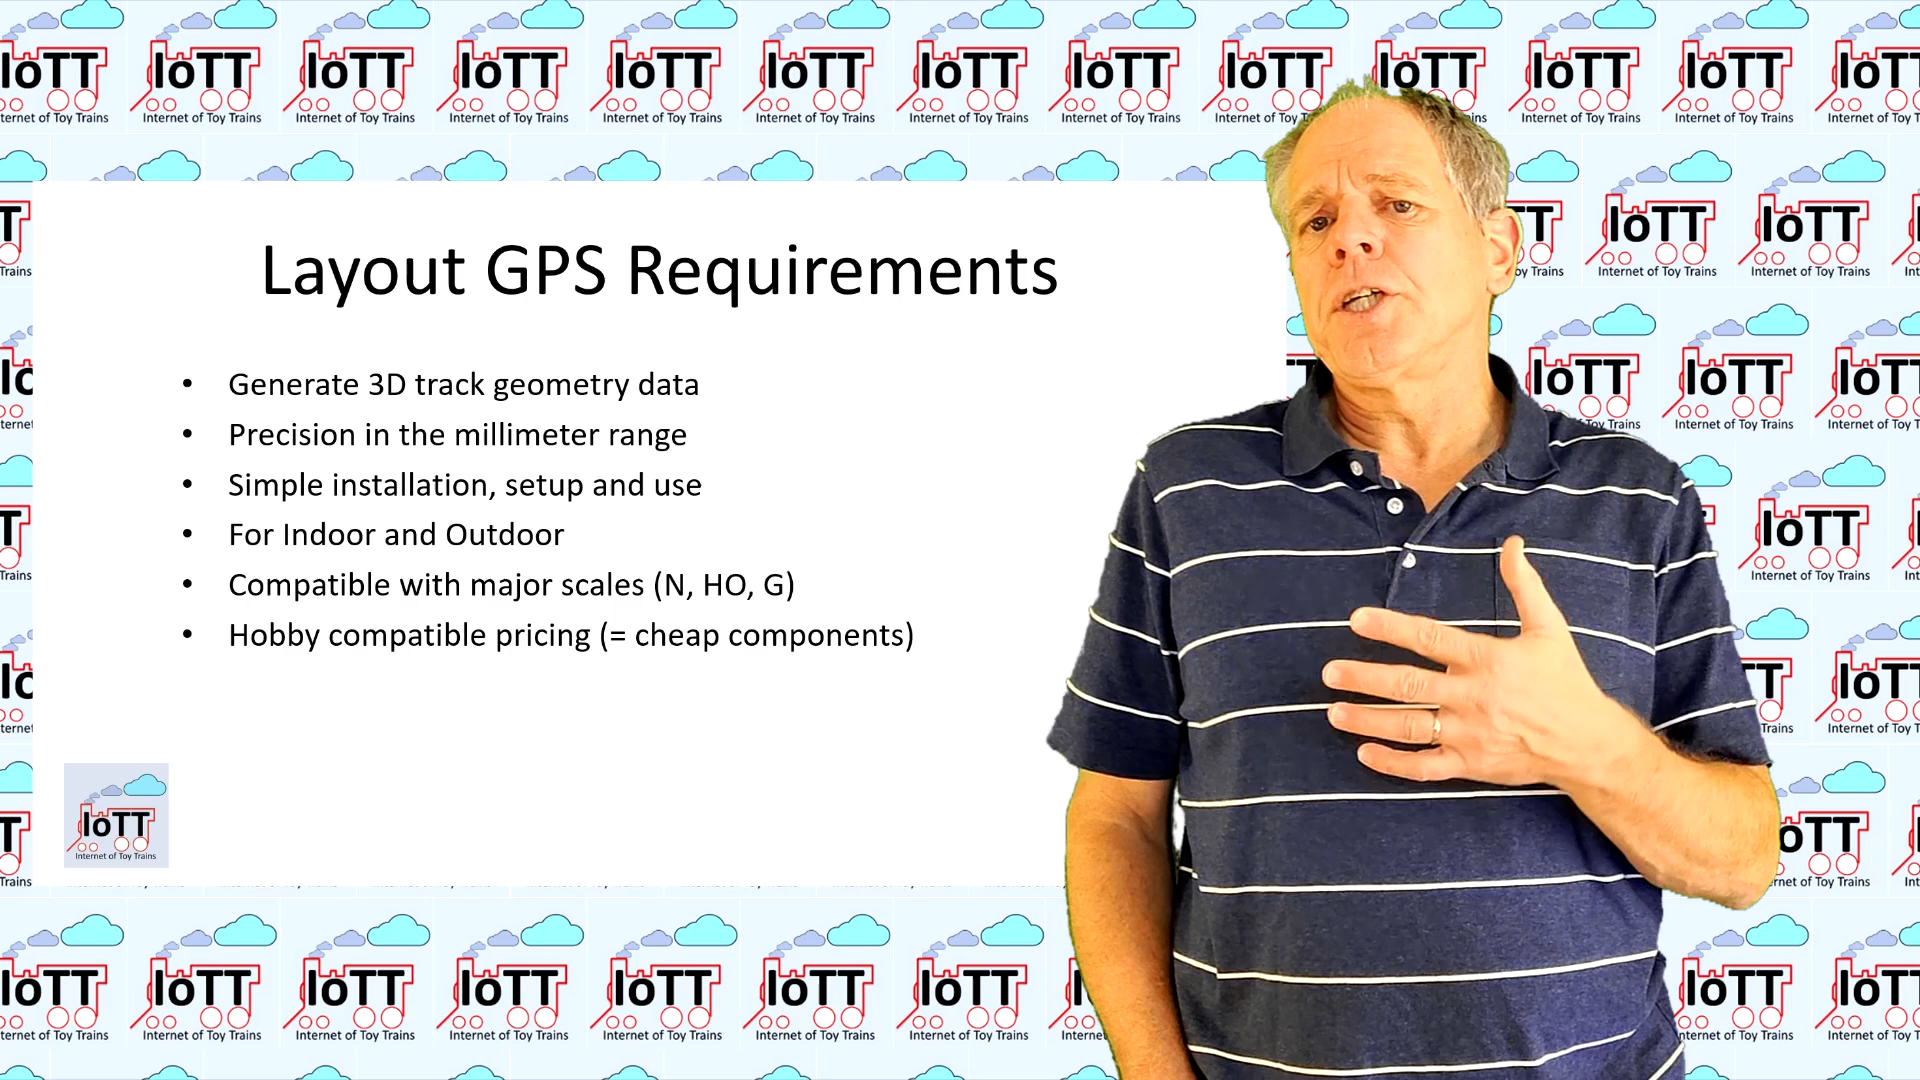 Layout GPS Requirements
• Generate 3D track geometry data
• Precision in the millimeter range
• Simple installation, setup and use
• For Indoor and Outdoor
• Compatible with major scales (N, HO, G)
• Hobby compatible pricing (= cheap components)
IoTT
Internet of Toy Trains